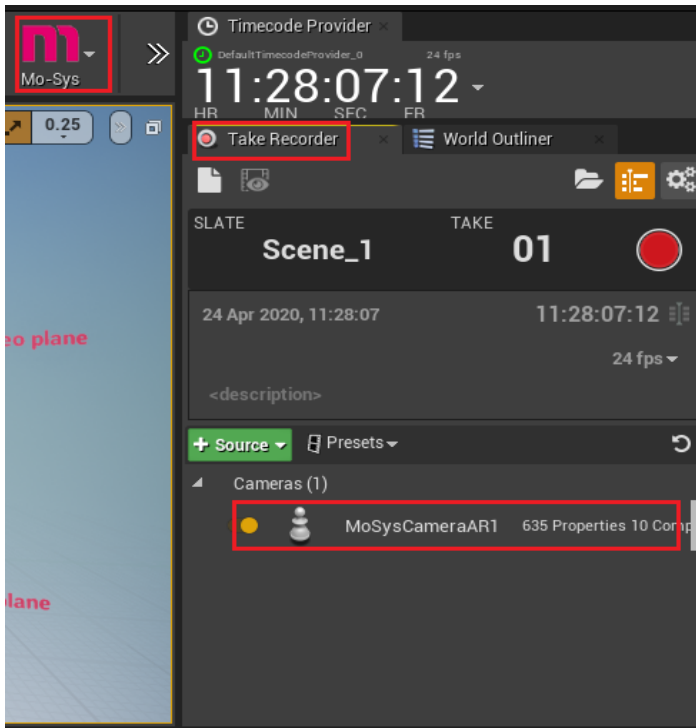 Timecode Provider
DefaultTimecodeProvider_0 24 fps
11:28:07:12
HR MIN SEC FR
Mo-Sys
0.25
Take Recorder World Outliner
SLATE TAKE
Scene_1 01
24 Apr 2020, 11:28:07 11:28:07:12
24 fps
<description>
eo plane
+ Source Presets
Cameras (1)
MoSysCameraAR1 635 Properties 10 Comp
lane